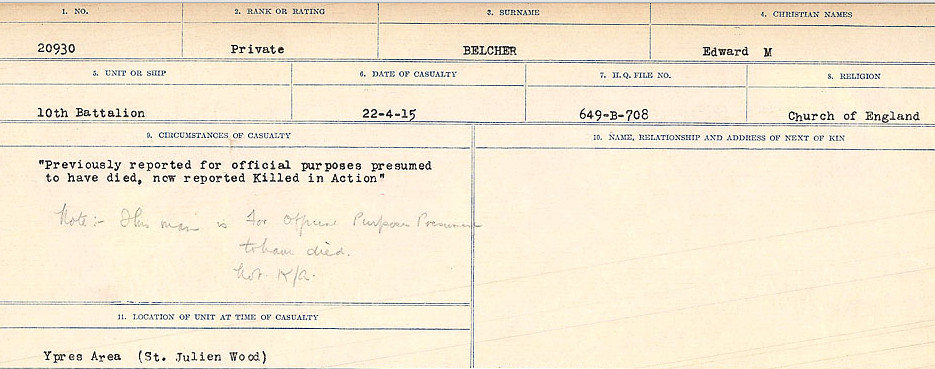 1. NO. 2. RANK OR RATING 3. SURNAME 4. CHRISTIAN NAMES
20930 Private BELCHER Edward M
5. UNIT OR SHIP 6. DATE OF CASUALTY 7. H.Q. FILE NO. 8. RELIGION
10th Battalion 22-4-15 649-B-708 Church of England
9. CIRCUMSTANCES OF CASUALTY
"Previously reported for official purposes presumed
to have died, now reported Killed in Action"
Note:- This man is for Official Purposes Presumed
to have died.
not K/A.
10. NAME, RELATIONSHIP AND ADDRESS OF NEXT OF KIN
11. LOCATION OF UNIT AT TIME OF CASUALTY
Ypres Area (St. Julien Wood)